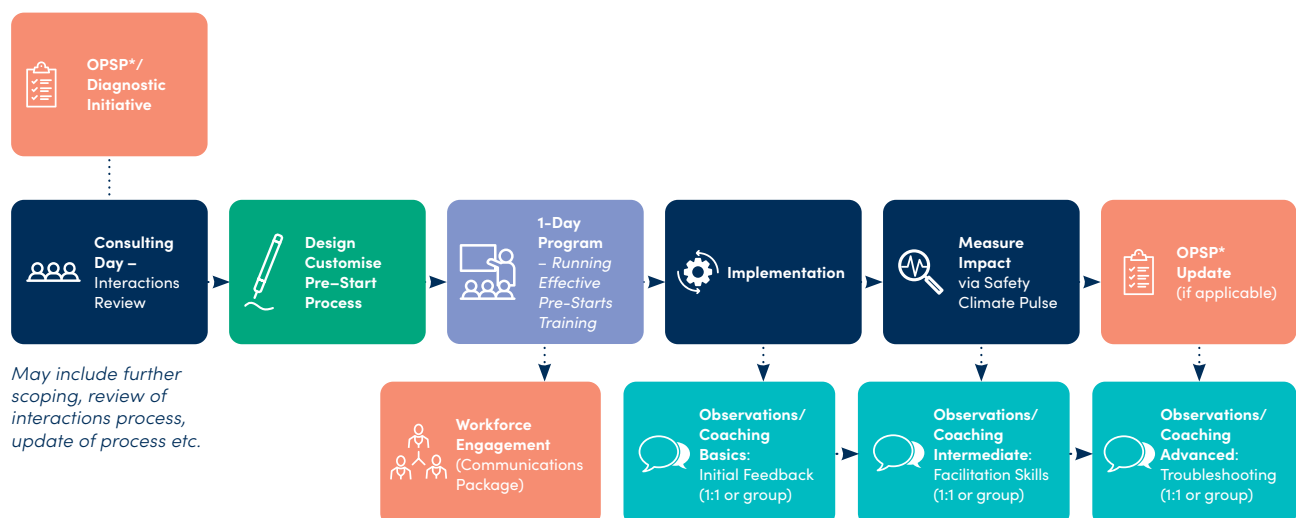 OPSP*/
Diagnostic
Initiative
Consulting
Day –
Interactions
Review
Design
Customise
Pre–Start
Process
1-Day
Program
– Running
Effective
Pre-Starts
Training
Implementation
Measure
Impact
via Safety
Climate Pulse
OPSP*
Update
(if applicable)
May include further
scoping, review of
interactions process,
update of process etc.
Workforce
Engagement
(Communications
Package)
Observations/
Coaching
Basics:
Initial Feedback
(1:1 or group)
Observations/
Coaching
Intermediate:
Facilitation Skills
(1:1 or group)
Observations/
Coaching
Advanced:
Troubleshooting
(1:1 or group)